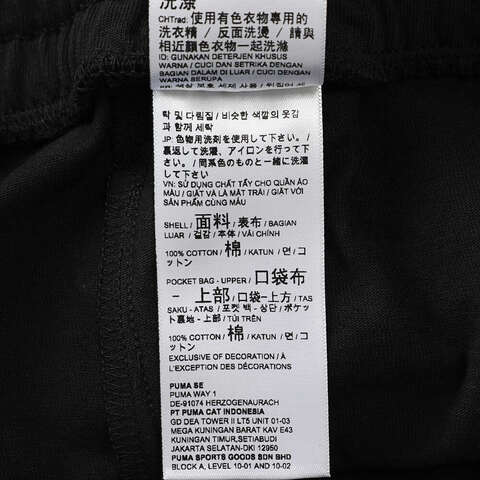 洗涤
CHTrad: 使用有色衣物專用的
洗衣精 / 反面洗燙 / 請與
相近顏色衣物一起洗滌
ID: GUNAKAN DETERJEN KHUSUS
WARNA / CUCI DAN SETRIKA DENGAN
BAGIAN DALAM DI LUAR / CUCI DENGAN
WARNA SERUPA
탁 및 다림질 / 비슷한 색깔의 옷감
과 함께 세탁
JP: 色物用洗剤を使用して下さい。/
裏返して洗濯、アイロンを行って下さ
い。/ 同系色のものと一緒に洗濯
して下さい
VN: SỬ DỤNG CHẤT TẨY CHO QUẦN ÁO
MÀU / GIẶT VÀ LÀ MẶT TRÁI / GIẶT VỚI
SẢN PHẨM CÙNG MÀU
SHELL / 面料 / 表布 / BAGIAN
LUAR / 겉감 / 本体 / VẢI CHÍNH
100% COTTON / 棉 / KATUN / 면 / コ
ットン
POCKET BAG - UPPER / 口袋布
- 上部 / 口袋-上方 / TAS
SAKU - ATAS / 포켓 백 - 상단 / ポケッ
ト裏地 - 上部 / TÚI TRÊN
100% COTTON / 棉 / KATUN / 면 / コ
ットン
EXCLUSIVE OF DECORATION / À
L'EXCEPTION DES DÉCORATIONS
PUMA SE
PUMA WAY 1
DE-91074 HERZOGENAURACH
PT PUMA CAT INDONESIA
GD DEA TOWER II LT5 UNIT 01-03
MEGA KUNINGAN BARAT KAV E43
KUNINGAN TIMUR,SETIABUDI
JAKARTA SELATAN-DKI 12950
PUMA SPORTS GOODS SDN BHD
BLOCK A, LEVEL 10-01 AND 10-02